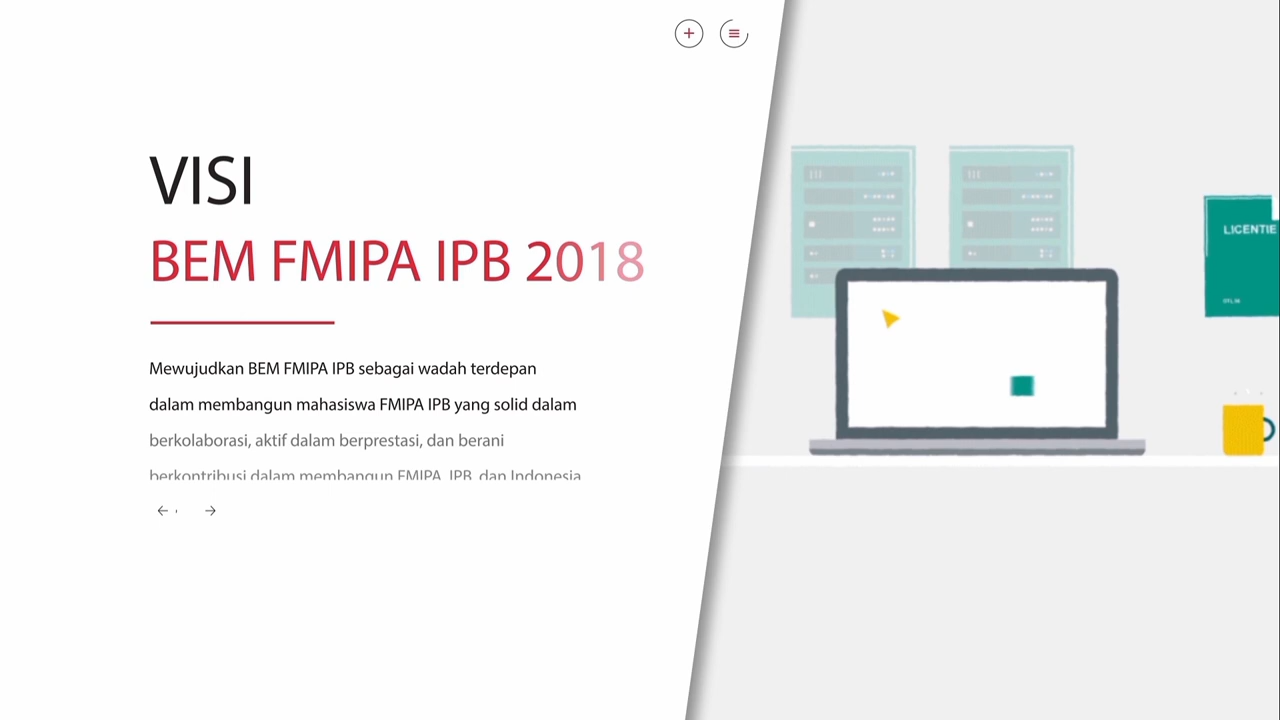 VISI
BEM FMIPA IPB 2018
Mewujudkan BEM FMIPA IPB sebagai wadah terdepan
dalam membangun mahasiswa FMIPA IPB yang solid dalam
berkolaborasi, aktif dalam berprestasi, dan berani
berkontribusi dalam membangun FMIPA, IPB, dan Indonesia
LICENTIE